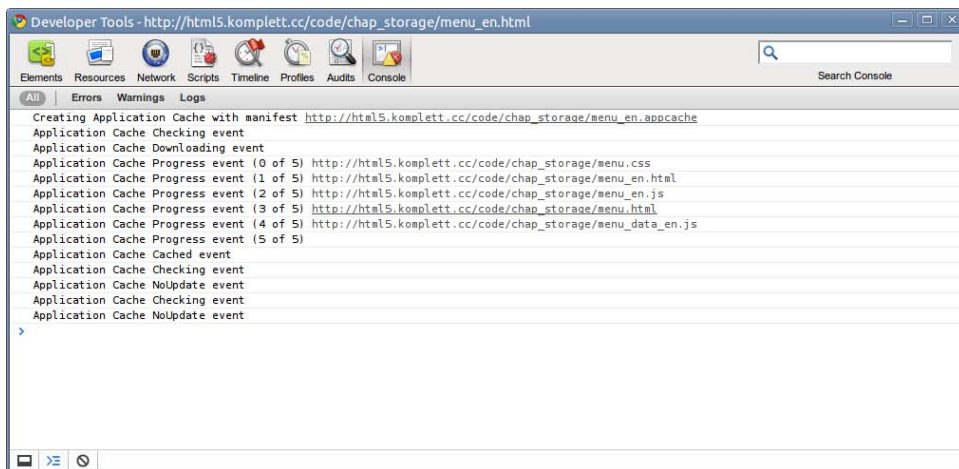 Developer Tools - http://html5.komplett.cc/code/chap_storage/menu_en.html
Elements Resources Network Scripts Timeline Profiles Audits Console
Search Console
All Errors Warnings Logs
Creating Application Cache with manifest http://html5.komplett.cc/code/chap_storage/menu_en.appcache
Application Cache Checking event
Application Cache Downloading event
Application Cache Progress event (0 of 5) http://html5.komplett.cc/code/chap_storage/menu.css
Application Cache Progress event (1 of 5) http://html5.komplett.cc/code/chap_storage/menu_en.html
Application Cache Progress event (2 of 5) http://html5.komplett.cc/code/chap_storage/menu_en.js
Application Cache Progress event (3 of 5) http://html5.komplett.cc/code/chap_storage/menu.html
Application Cache Progress event (4 of 5) http://html5.komplett.cc/code/chap_storage/menu_data_en.js
Application Cache Progress event (5 of 5)
Application Cache Cached event
Application Cache Checking event
Application Cache NoUpdate event
Application Cache Checking event
Application Cache NoUpdate event